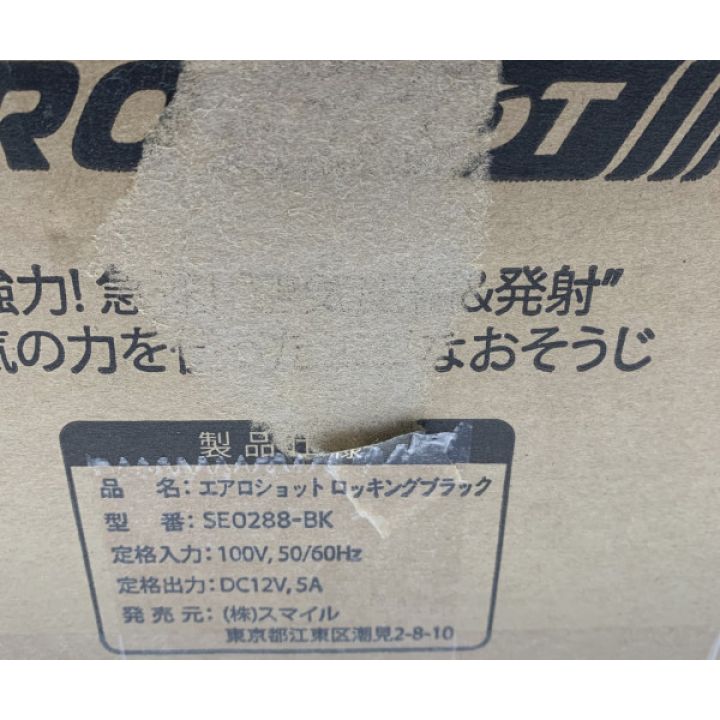 強力! 急 &発射"
気の力を なおそうじ
製品仕様
品 名：エアロショット ロッキングブラック
型 番：SE0288-BK
定格入力：100V, 50/60Hz
定格出力：DC12V, 5A
発 売 元：(株)スマイル
東京都江東区潮見2-8-10